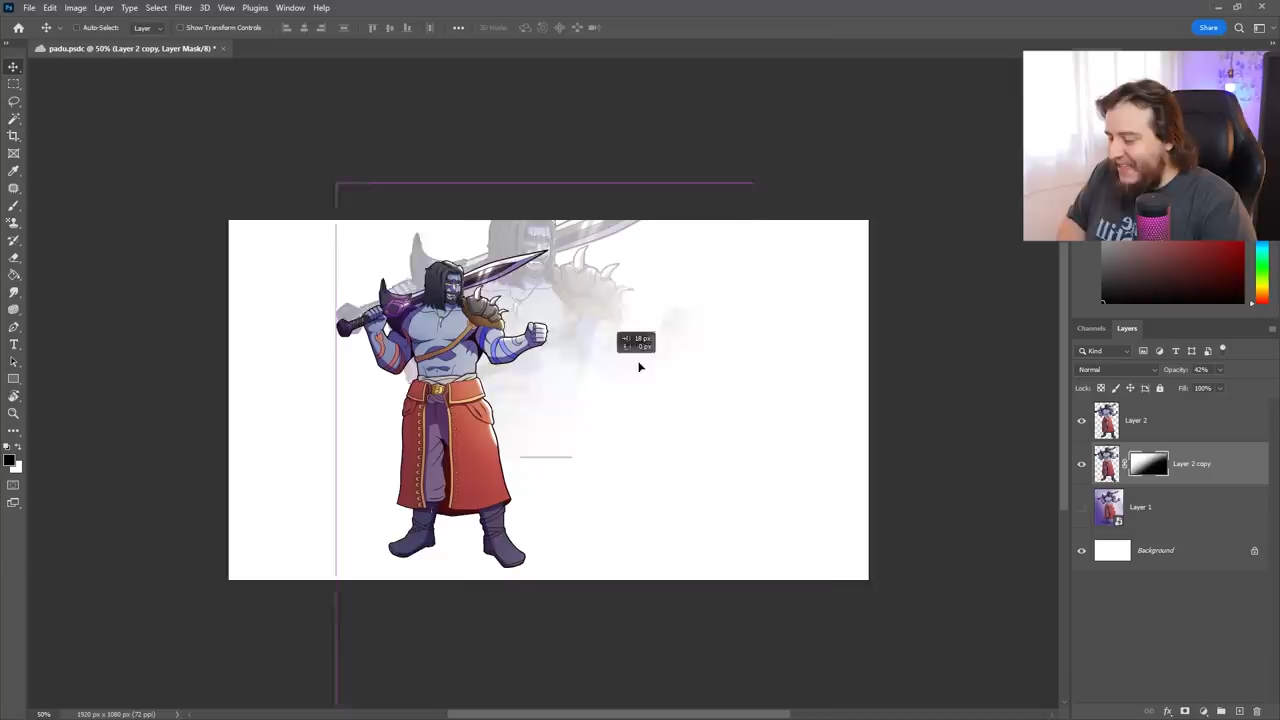 Ps File Edit Image Layer Type Select Filter 3D View Plugins Window Help
Auto-Select: Layer Show Transform Controls 3D Mode: Share
padu.psdc @ 50% (Layer 2 copy, Layer Mask/8) * ×
Channels Layers
Kind
Normal Opacity: 42%
Lock: Fill: 100%
Layer 2
Layer 2 copy
Layer 1
Background
18 px
0 px
50% 1920 px x 1080 px (72 ppi)